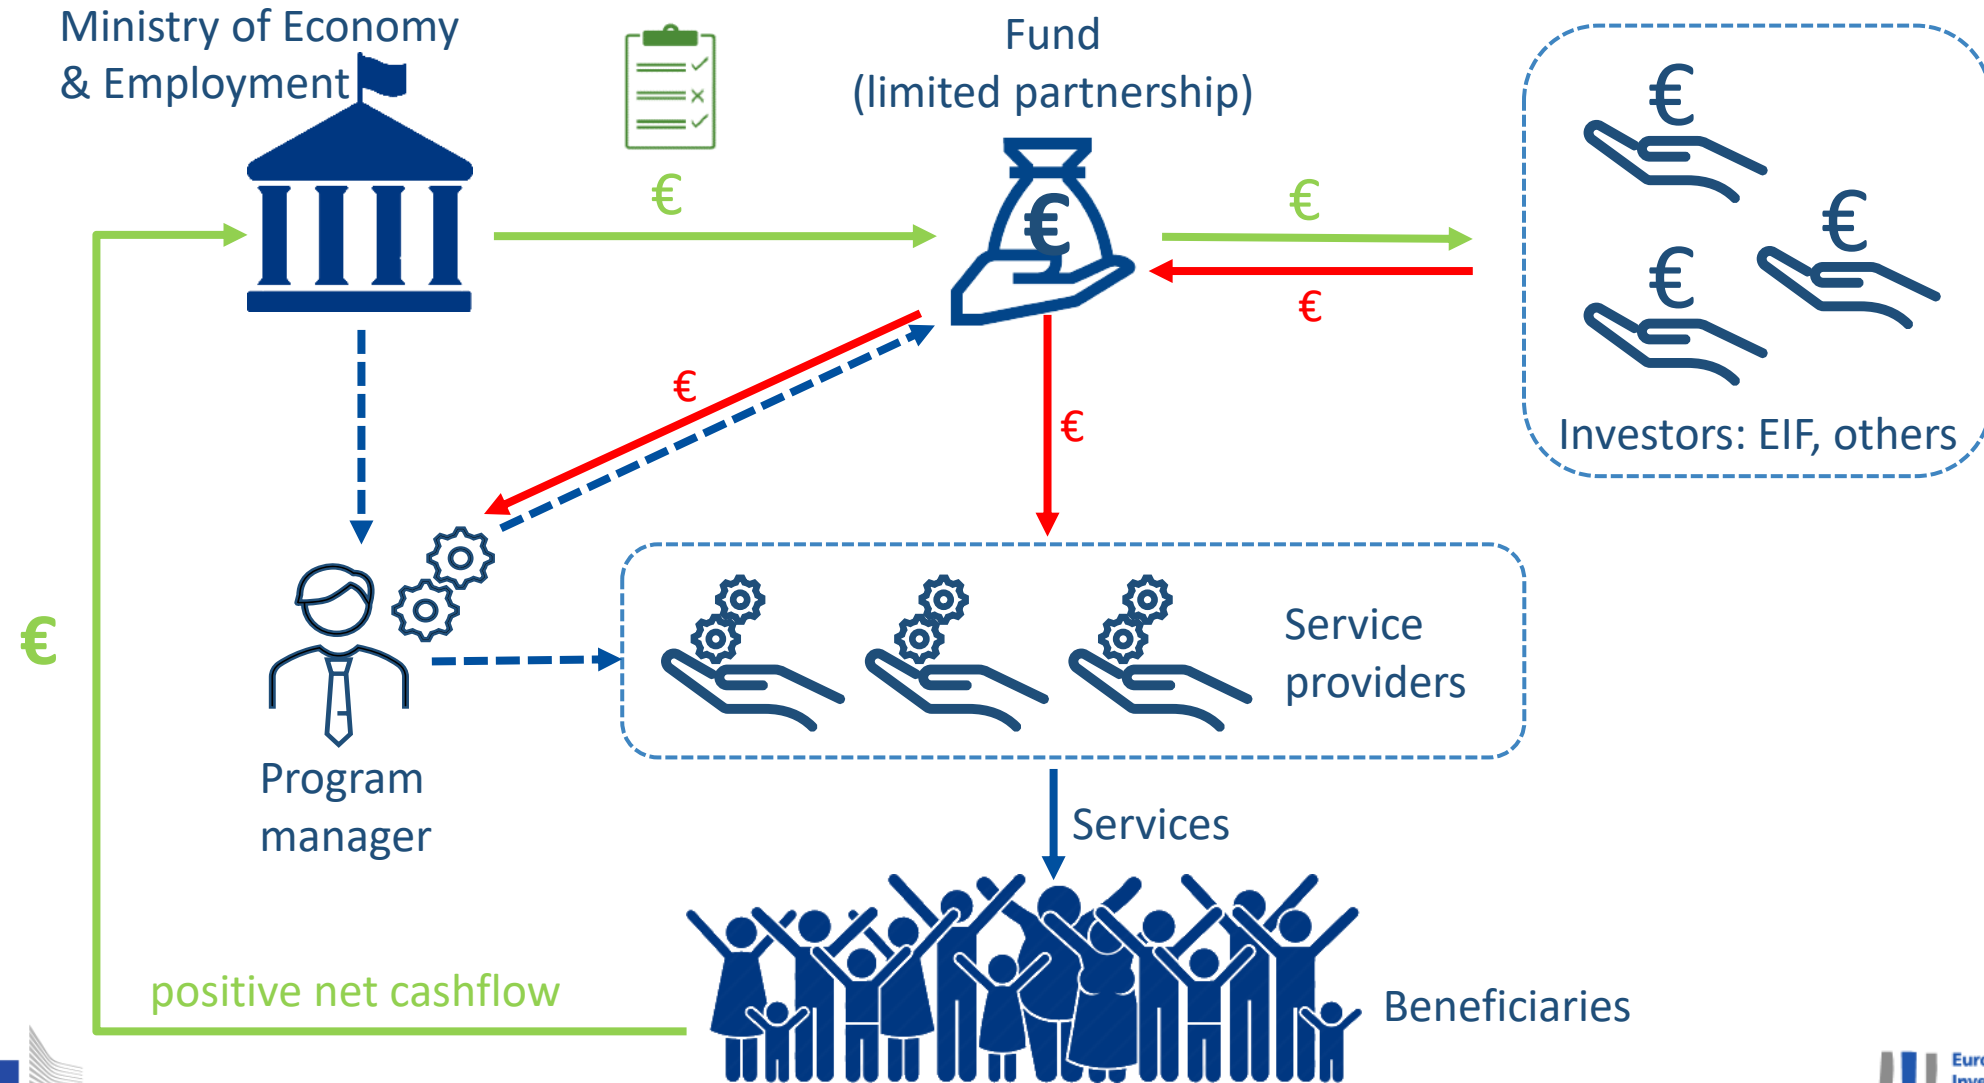 Ministry of Economy
& Employment
Fund
(limited partnership)
€
€
€
€
€
€
€
€
Investors: EIF, others
€
€
€
Service
providers
Program
manager
Services
positive net cashflow
Beneficiaries